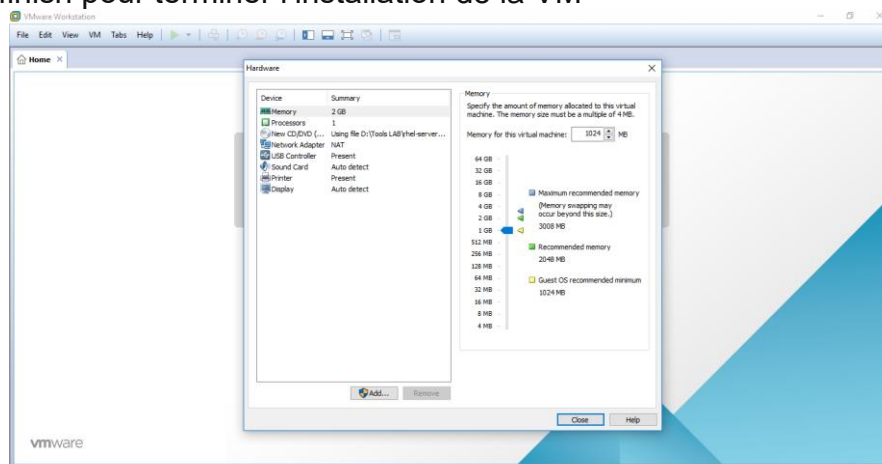 finish pour terminer l'installation de la VM
VMware Workstation
File Edit View VM Tabs Help
Home
Hardware
Device Summary
Memory 2 GB
Processors 1
New CD/DVD (... Using file D:\Tools LAB\rhel-server...
Network Adapter NAT
USB Controller Present
Sound Card Auto detect
Printer Present
Display Auto detect
Add... Remove
Memory
Specify the amount of memory allocated to this virtual
machine. The memory size must be a multiple of 4 MB.
Memory for this virtual machine: 1024 MB
64 GB
32 GB
16 GB
8 GB
4 GB
2 GB
1 GB
512 MB
256 MB
128 MB
64 MB
32 MB
16 MB
8 MB
4 MB
Maximum recommended memory
(Memory swapping may
occur beyond this size.)
3008 MB
Recommended memory
2048 MB
Guest OS recommended minimum
1024 MB
Close Help
vmware